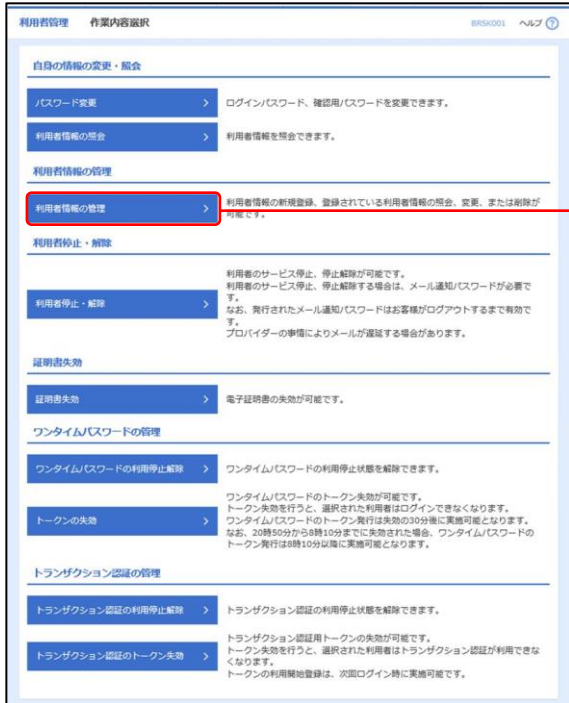 利用者管理 作業内容選択 BRSK001 ヘルプ ?
自身の情報の変更・照会
パスワード変更 > ログインパスワード、確認用パスワードを変更できます。
利用者情報の照会 > 利用者情報を照会できます。
利用者情報の管理
利用者情報の管理 > 利用者情報の新規登録、登録されている利用者情報の照会、変更、または削除が
可能です。
利用者停止・解除
利用者のサービス停止、停止解除が可能です。
利用者のサービス停止、停止解除する場合は、メール通知パスワードが必要で
す。
利用者停止・解除 >
なお、発行されたメール通知パスワードはお客様がログアウトするまで有効で
す。
プロバイダーの事情によりメールが遅延する場合があります。
証明書失効
証明書失効 > 電子証明書の失効が可能です。
ワンタイムパスワードの管理
ワンタイムパスワードの利用停止解除 > ワンタイムパスワードの利用停止状態を解除できます。
ワンタイムパスワードのトークン失効が可能です。
トークン失効を行うと、選択された利用者はログインできなくなります。
トークンの失効 > ワンタイムパスワードのトークン発行は失効の30分後に実施可能となります。
なお、20時50分から8時10分までに失効された場合、ワンタイムパスワードの
トークン発行は8時10分以降に実施可能となります。
トランザクション認証の管理
トランザクション認証の利用停止解除 > トランザクション認証の利用停止状態を解除できます。
トランザクション認証用トークンの失効が可能です。
トランザクション認証のトークン失効 > トークン失効を行うと、選択された利用者はトランザクション認証が利用できな
くなります。
トークンの利用開始登録は、次回ログイン時に実施可能です。